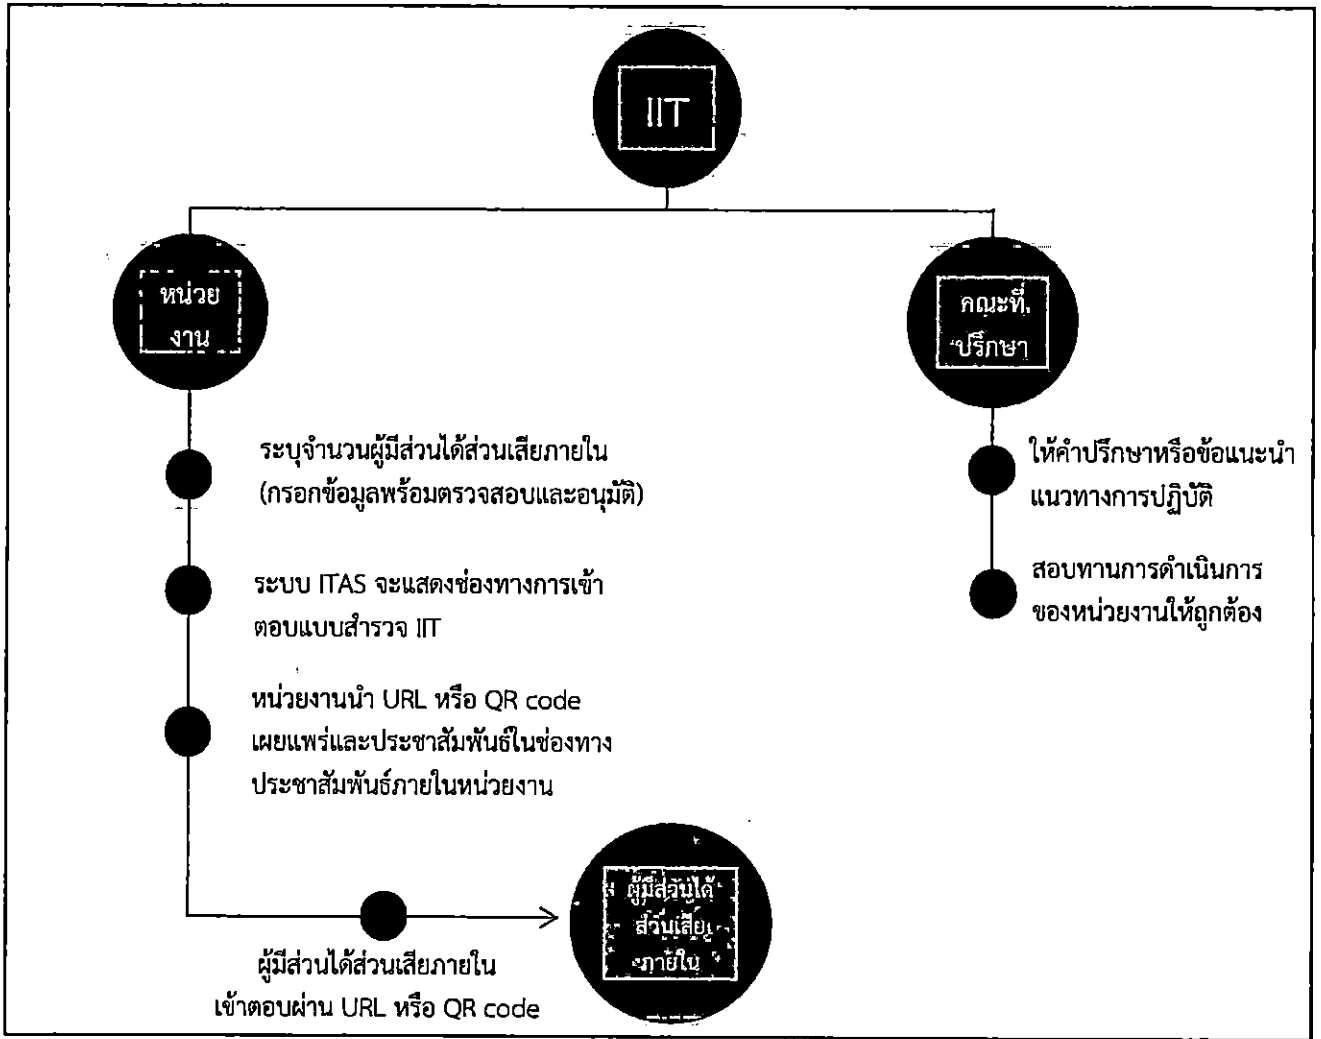 IIT
หน่วย
งาน
ระบุจำนวนผู้มีส่วนได้ส่วนเสียภายใน
(กรอกข้อมูลพร้อมตรวจสอบและอนุมัติ)
ระบบ ITAS จะแสดงช่องทางการเข้า
ตอบแบบสำรวจ IIT
หน่วยงานนำ URL หรือ QR code
เผยแพร่และประชาสัมพันธ์ในช่องทาง
ประชาสัมพันธ์ภายในหน่วยงาน
ผู้มีส่วนได้ส่วนเสียภายใน
เข้าตอบผ่าน URL หรือ QR code
ผู้มีส่วนได้
ส่วนเสีย
ภายใน
คณะที่
ปรึกษา
ให้คำปรึกษาหรือข้อแนะนำ
แนวทางการปฏิบัติ
สอบทานการดำเนินการ
ของหน่วยงานให้ถูกต้อง